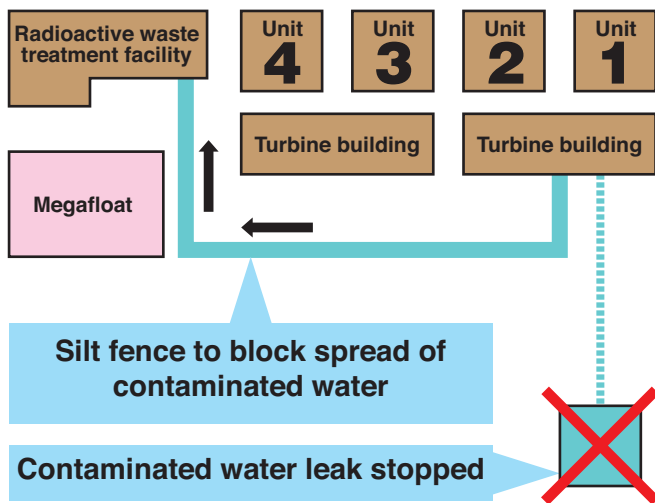 Radioactive waste
treatment facility
Unit
4
Unit
3
Unit
2
Unit
1
Turbine building
Turbine building
Megafloat
Silt fence to block spread of
contaminated water
Contaminated water leak stopped